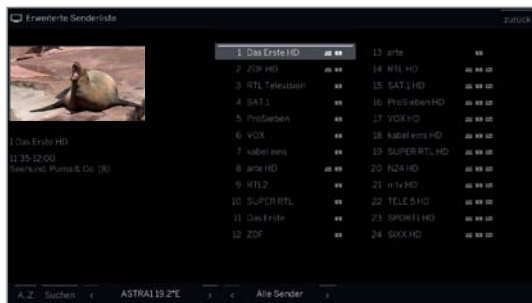 Erweiterte Senderliste
zurück
1 Das Erste HD
2 ZDF HD
3 RTL Television
4 SAT.1
5 ProSieben
6 VOX
7 kabel eins
8 arte HD
9 RTL2
10 SUPER RTL
11 Das Erste
12 ZDF
13 arte
14 RTL HD
15 SAT.1 HD
16 ProSieben HD
17 VOX HD
18 kabel eins HD
19 SUPER RTL HD
20 N24 HD
21 n-tv HD
22 TELE 5 HD
23 SPORT1 HD
24 SIXX HD
1 Das Erste HD
11:35-12:00
Seehund, Puma & Co. (8)
A..Z Suchen < ASTRA1 19.2°E > < Alle Sender >